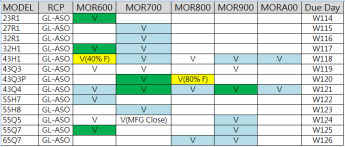 MODEL RCP MOR600 MOR700 MOR800 MOR900 MORA00 Due Day
23R1 GL-ASO V W114
27R1 GL-ASO V W115
32R1 GL-ASO V W116
32H1 GL-ASO V V W117
43H1 GL-ASO V(40% F) V V V V W118
43Q3 GL-ASO V V V W119
43Q3P GL-ASO V V(80% F) W120
43Q4 GL-ASO V V V V V W121
55H7 GL-ASO V W122
55H8 GL-ASO V W123
55Q5 GL-ASO V V(MFG Close) V W124
55Q7 GL-ASO V V W125
65Q7 GL-ASO V V W126